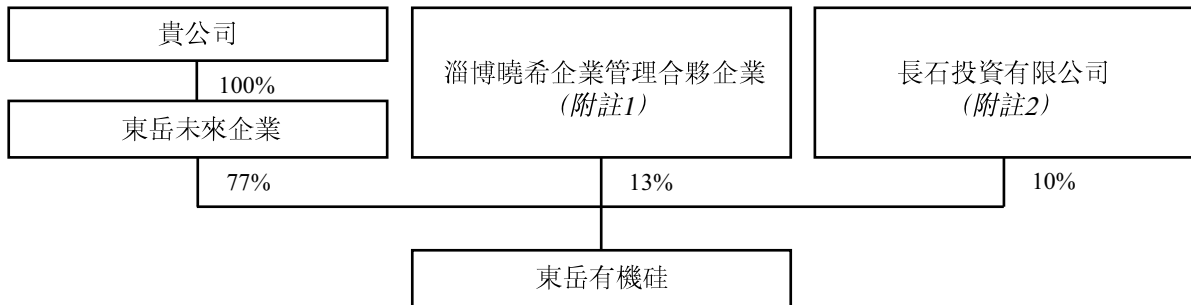 貴公司
100%
東岳未來企業
淄博曉希企業管理合夥企業
(附註1)
長石投資有限公司
(附註2)
77%
13%
10%
東岳有機硅